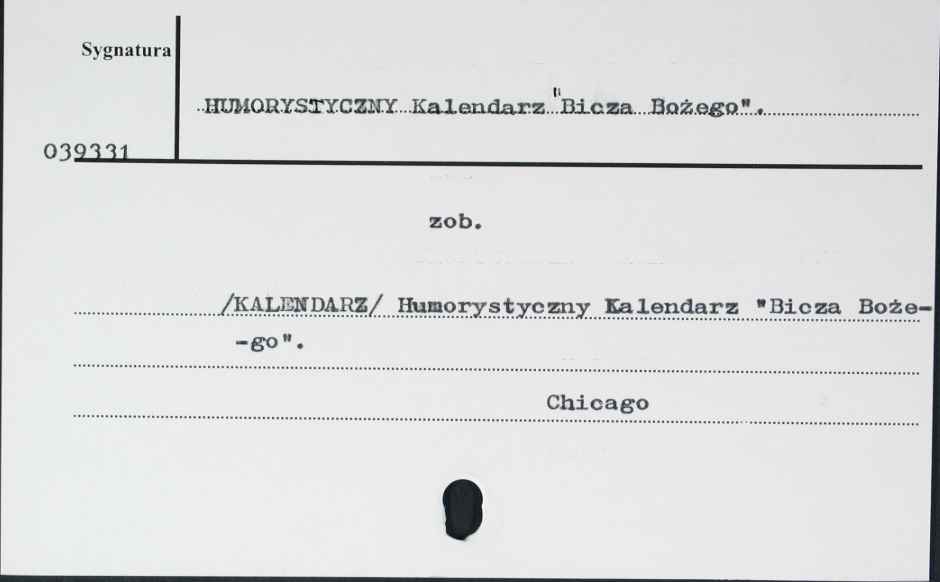 Sygnatura
HUMORYSTYCZNY Kalendarz "Bicza Bożego".
039331
zob.
/KALENDARZ/ Humorystyczny Kalendarz "Bicza Boże-
-go".
Chicago